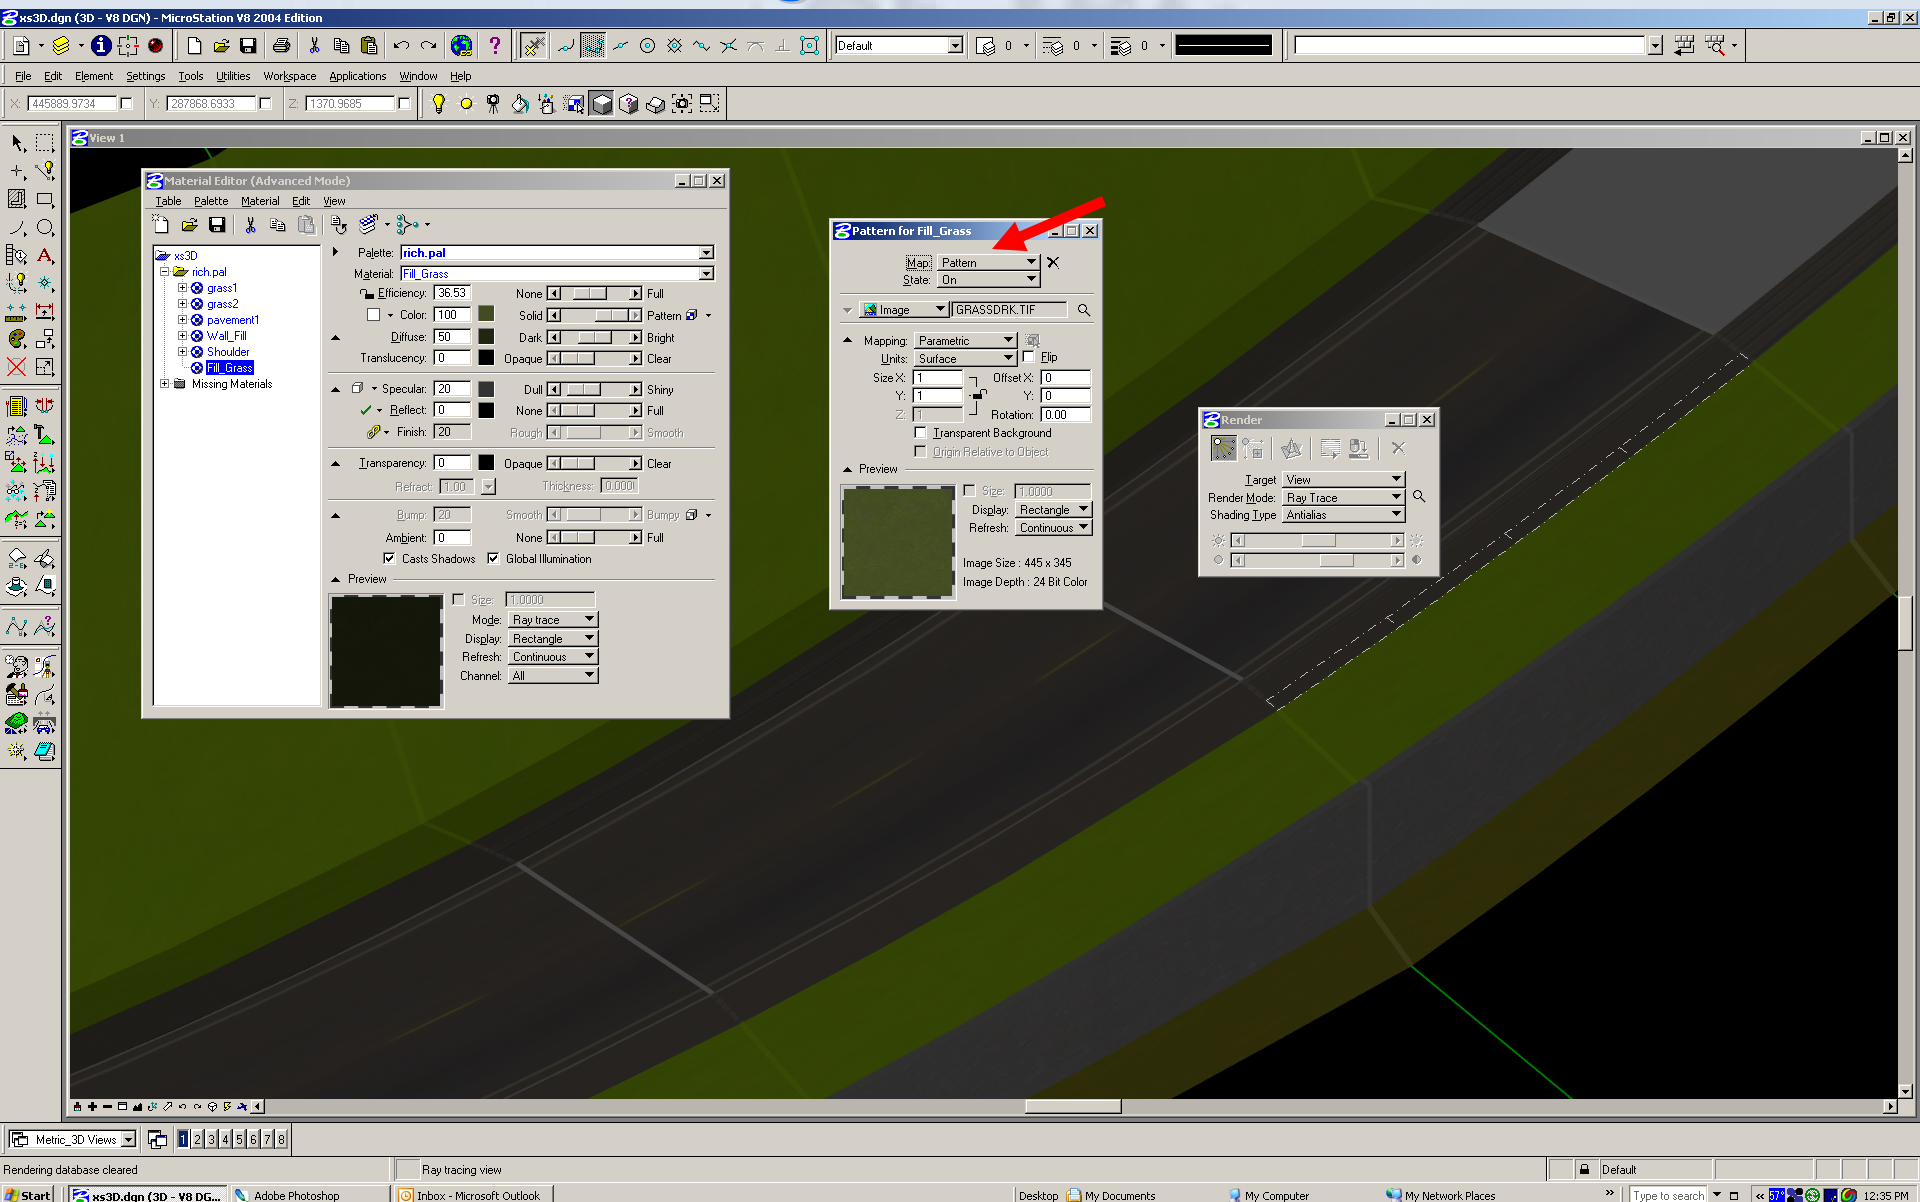 xs3D.dgn (3D - V8 DGN) - MicroStation V8 2004 Edition
Default
0
0
0
File Edit Element Settings Tools Utilities Workspace Applications Window Help
X: 445889.9734 Y: 287868.6933 Z: 1370.9685
View 1
Material Editor (Advanced Mode)
Table Palette Material Edit View
xs3D
rich.pal
grass1
grass2
pavement1
Wall_Fill
Shoulder
Fill_Grass
Missing Materials
Palette: rich.pal
Material: Fill_Grass
Efficiency: 36.53 None Full
Color: 100 Solid Pattern
Diffuse: 50 Dark Bright
Translucency: 0 Opaque Clear
Specular: 20 Dull Shiny
Reflect: 0 None Full
Finish: 20 Rough Smooth
Transparency: 0 Opaque Clear
Refract: 1.00 Thickness: 0.000
Bump: 20 Smooth Bumpy
Ambient: 0 None Full
Casts Shadows Global Illumination
Preview
Size: 1.0000
Mode: Ray trace
Display: Rectangle
Refresh: Continuous
Channel: All
Pattern for Fill_Grass
Map: Pattern
State: On
Image GRASSDRK.TIF
Mapping: Parametric
Units: Surface Flip
Size X: 1 Offset X: 0
Y: 1 Y: 0
Z: 1 Rotation: 0.00
Transparent Background
Origin Relative to Object
Preview
Size: 1.0000
Display: Rectangle
Refresh: Continuous
Image Size : 445 x 345
Image Depth : 24 Bit Color
Render
Target View
Render Mode: Ray Trace
Shading Type Antialias
Metric_3D Views 1 2 3 4 5 6 7 8
Rendering database cleared
Ray tracing view
Default
Start
xs3D.dgn (3D - V8 DG...
Adobe Photoshop
Inbox - Microsoft Outlook
Desktop My Documents My Computer My Network Places
Type to search
57°
12:35 PM